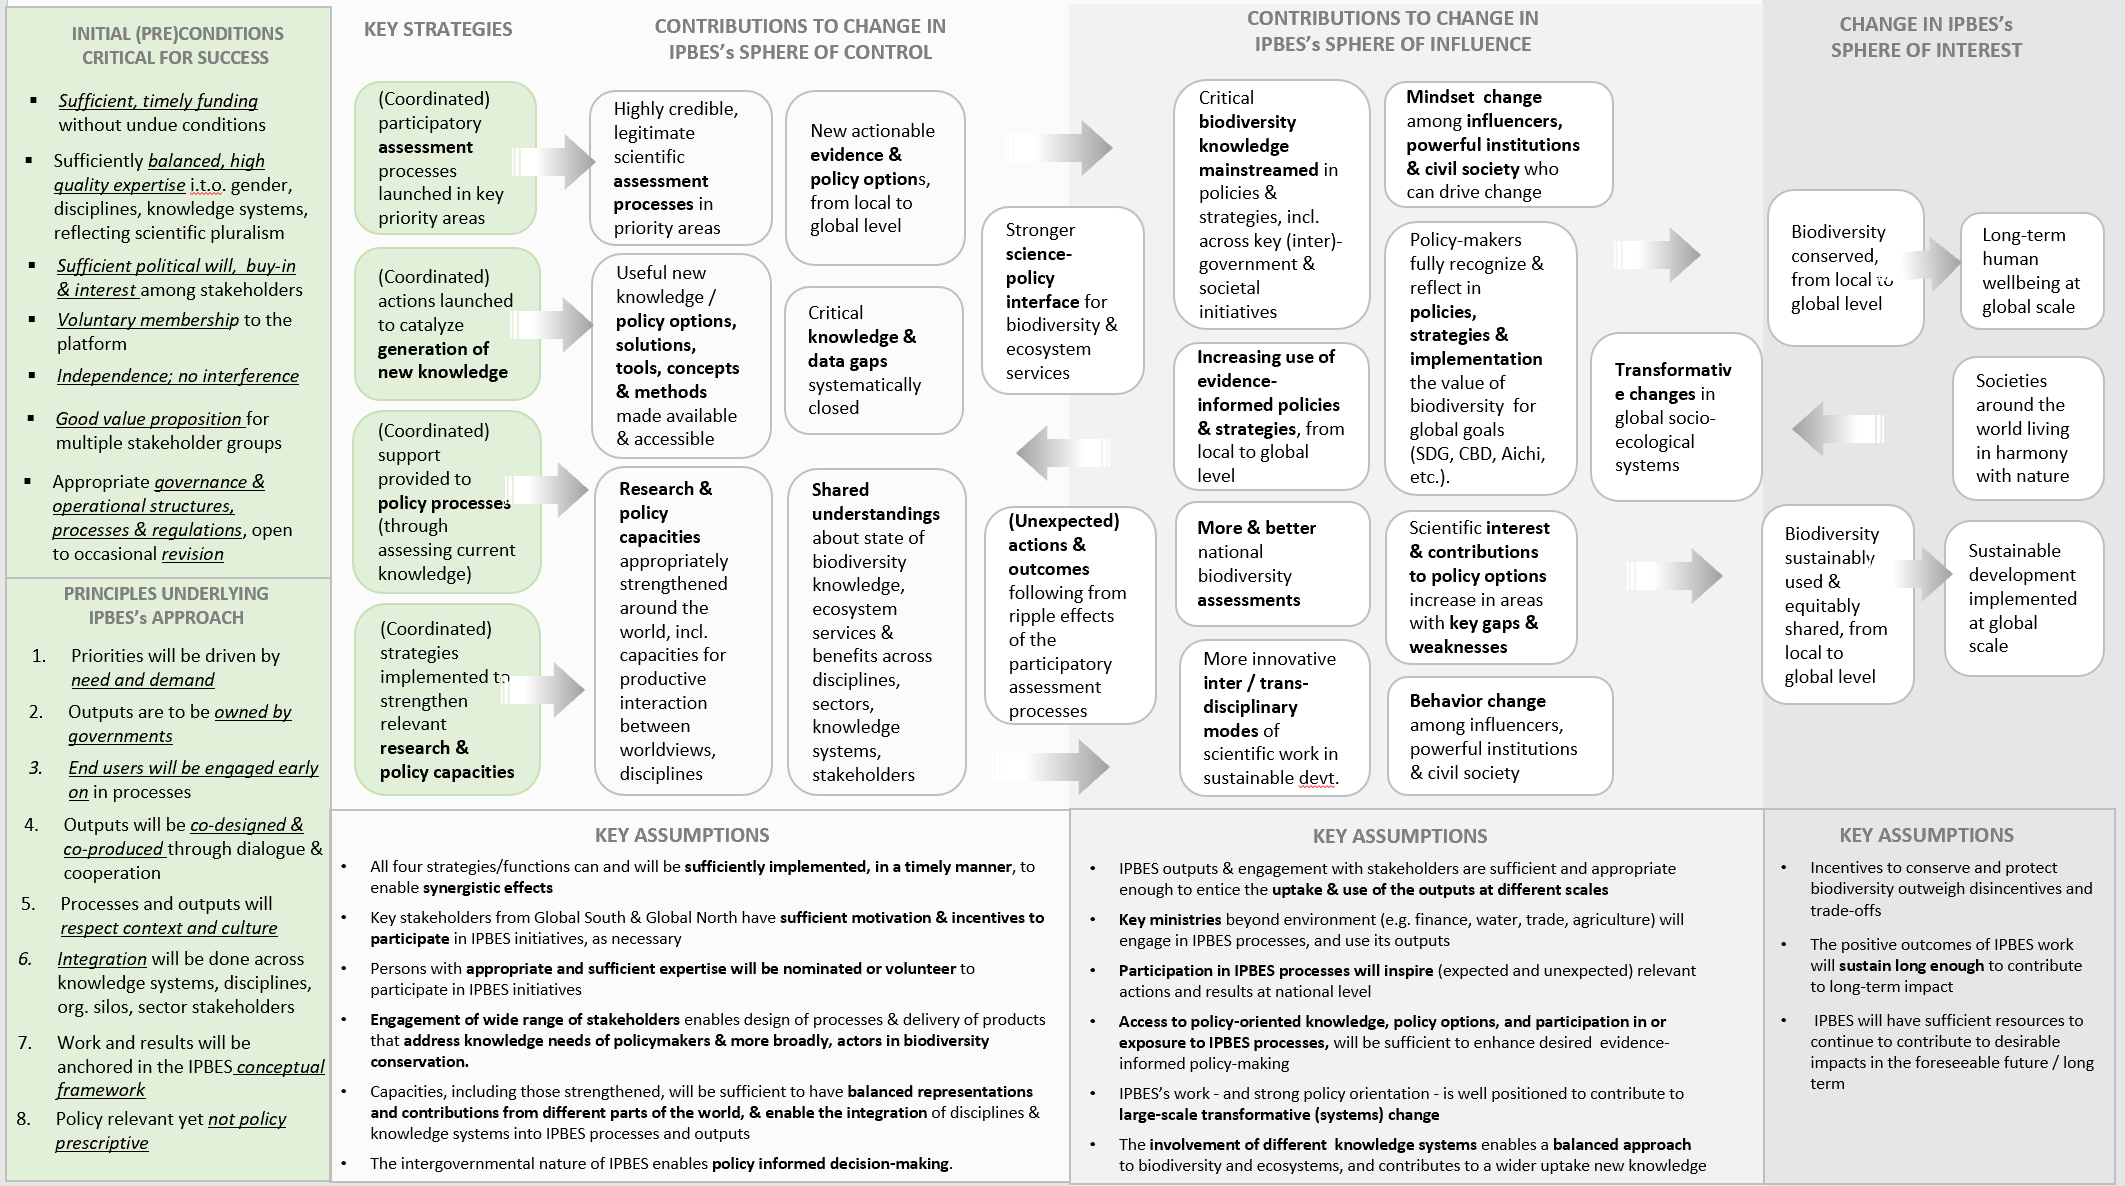 INITIAL (PRE)CONDITIONS
CRITICAL FOR SUCCESS
▪ Sufficient, timely funding
without undue conditions
▪ Sufficiently balanced, high
quality expertise i.t.o. gender,
disciplines, knowledge systems,
reflecting scientific pluralism
▪ Sufficient political will, buy-in
& interest among stakeholders
▪ Voluntary membership to the
platform
▪ Independence; no interference
▪ Good value proposition for
multiple stakeholder groups
▪ Appropriate governance &
operational structures,
processes & regulations, open
to occasional revision
PRINCIPLES UNDERLYING
IPBES's APPROACH
1. Priorities will be driven by
need and demand
2. Outputs are to be owned by
governments
3. End users will be engaged early
on in processes
4. Outputs will be co-designed &
co-produced through dialogue &
cooperation
5. Processes and outputs will
respect context and culture
6. Integration will be done across
knowledge systems, disciplines,
org. silos, sector stakeholders
7. Work and results will be
anchored in the IPBES conceptual
framework
8. Policy relevant yet not policy
prescriptive
KEY STRATEGIES
(Coordinated)
participatory
assessment
processes
launched in key
priority areas
(Coordinated)
actions launched
to catalyze
generation of
new knowledge
(Coordinated)
support
provided to
policy processes
(through
assessing current
knowledge)
(Coordinated)
strategies
implemented to
strengthen
relevant
research &
policy capacities
CONTRIBUTIONS TO CHANGE IN
IPBES's SPHERE OF CONTROL
Highly credible,
legitimate
scientific
assessment
processes in
priority areas
Useful new
knowledge /
policy options,
solutions,
tools, concepts
& methods
made available
& accessible
Research &
policy
capacities
appropriately
strengthened
around the
world, incl.
capacities for
productive
interaction
between
worldviews,
disciplines
New actionable
evidence &
policy options,
from local to
global level
Critical
knowledge &
data gaps
systematically
closed
Shared
understandings
about state of
biodiversity
knowledge,
ecosystem
services &
benefits across
disciplines,
sectors,
knowledge
systems,
stakeholders
Stronger
science-
policy
interface for
biodiversity &
ecosystem
services
(Unexpected)
actions &
outcomes
following from
ripple effects
of the
participatory
assessment
processes
CONTRIBUTIONS TO CHANGE IN
IPBES's SPHERE OF INFLUENCE
Critical
biodiversity
knowledge
mainstreamed in
policies &
strategies, incl.
across key (inter)-
government &
societal
initiatives
Increasing use of
evidence-
informed policies
& strategies, from
local to global
level
More & better
national
biodiversity
assessments
More innovative
inter / trans-
disciplinary
modes of
scientific work in
sustainable devt.
Mindset change
among influencers,
powerful institutions
& civil society who
can drive change
Policy-makers
fully recognize &
reflect in
policies,
strategies &
implementation
the value of
biodiversity for
global goals
(SDG, CBD, Aichi,
etc.).
Scientific interest
& contributions
to policy options
increase in areas
with key gaps &
weaknesses
Behavior change
among influencers,
powerful institutions
& civil society
Transformativ
e changes in
global socio-
ecological
systems
CHANGE IN IPBES's
SPHERE OF INTEREST
Biodiversity
conserved,
from local to
global level
Long-term
human
wellbeing at
global scale
Societies
around the
world living
in harmony
with nature
Biodiversity
sustainably
used &
equitably
shared, from
local to
global level
Sustainable
development
implemented
at global
scale
KEY ASSUMPTIONS
• All four strategies/functions can and will be sufficiently implemented, in a timely manner, to
enable synergistic effects
• Key stakeholders from Global South & Global North have sufficient motivation & incentives to
participate in IPBES initiatives, as necessary
• Persons with appropriate and sufficient expertise will be nominated or volunteer to
participate in IPBES initiatives
• Engagement of wide range of stakeholders enables design of processes & delivery of products
that address knowledge needs of policymakers & more broadly, actors in biodiversity
conservation.
• Capacities, including those strengthened, will be sufficient to have balanced representations
and contributions from different parts of the world, & enable the integration of disciplines &
knowledge systems into IPBES processes and outputs
• The intergovernmental nature of IPBES enables policy informed decision-making.
KEY ASSUMPTIONS
• IPBES outputs & engagement with stakeholders are sufficient and appropriate
enough to entice the uptake & use of the outputs at different scales
• Key ministries beyond environment (e.g. finance, water, trade, agriculture) will
engage in IPBES processes, and use its outputs
• Participation in IPBES processes will inspire (expected and unexpected) relevant
actions and results at national level
• Access to policy-oriented knowledge, policy options, and participation in or
exposure to IPBES processes, will be sufficient to enhance desired evidence-
informed policy-making
• IPBES's work - and strong policy orientation - is well positioned to contribute to
large-scale transformative (systems) change
• The involvement of different knowledge systems enables a balanced approach
to biodiversity and ecosystems, and contributes to a wider uptake new knowledge
KEY ASSUMPTIONS
• Incentives to conserve and protect
biodiversity outweigh disincentives and
trade-offs
• The positive outcomes of IPBES work
will sustain long enough to contribute
to long-term impact
• IPBES will have sufficient resources to
continue to contribute to desirable
impacts in the foreseeable future / long
term